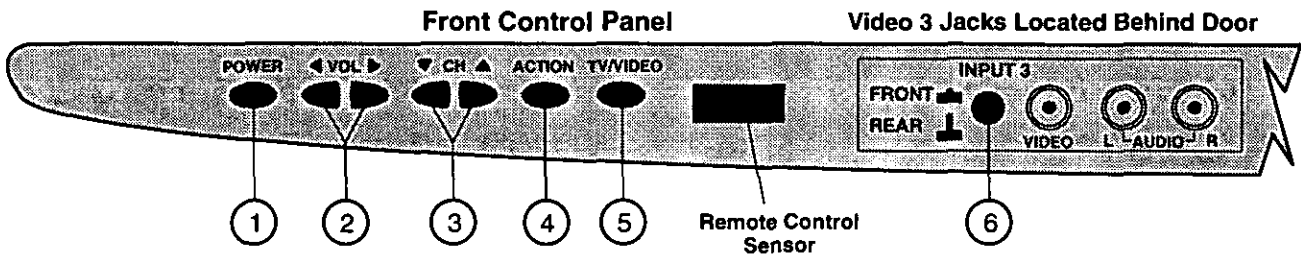 Front Control Panel
Video 3 Jacks Located Behind Door
POWER
◀ VOL ▶
▼ CH ▲
ACTION
TV/VIDEO
INPUT 3
FRONT
REAR
VIDEO
L AUDIO R
1
2
3
4
5
Remote Control
Sensor
6